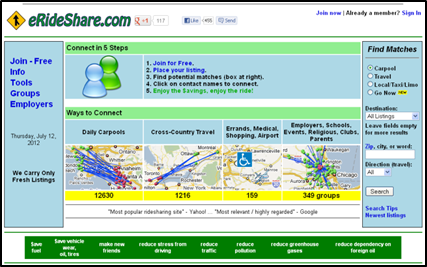 eRideShare.com
+1 117
Like 455 Send
Join now | Already a member? Sign In
Join - Free
Info
Tools
Groups
Employers
Thursday, July 12,
2012
We Carry Only
Fresh Listings
Connect in 5 Steps
1. Join for Free.
2. Place your listing.
3. Find potential matches (box at right).
4. Click on contact names to connect.
5. Enjoy the Savings, enjoy the ride!
Ways to Connect
Daily Carpools
Cross-Country Travel
Errands, Medical,
Shopping, Airport
Employers, Schools,
Events, Religious, Clubs,
Parents
12630
1216
159
349 groups
"Most popular ridesharing site" - Yahoo! ... "Most relevant / highly regarded" - Google
Find Matches
Carpool
Travel
Local/Taxi/Limo
Go Now
Destination:
All Listings
Leave fields empty
for more results
Zip, city, or word:
Direction (travel):
All
Search
Search Tips
Newest listings
Save
fuel
Save vehicle
wear,
oil, tires
make new
friends
reduce stress from
driving
reduce
traffic
reduce
pollution
reduce greenhouse
gases
reduce dependency on
foreign oil